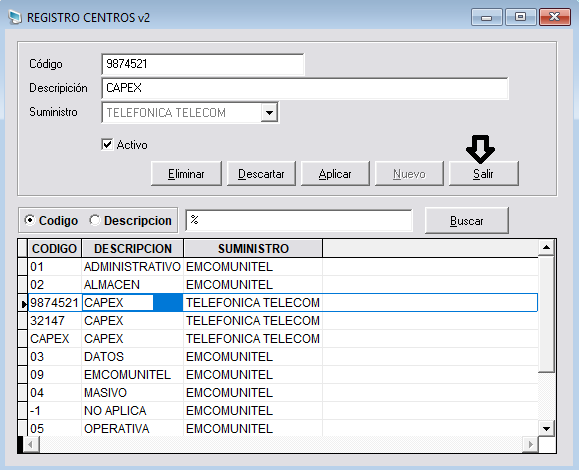 REGISTRO CENTROS v2
Código 9874521
Descripición CAPEX
Suministro TELEFONICA TELECOM
Activo
Eliminar Descartar Aplicar Nuevo Salir
Codigo Descripcion % Buscar
CODIGO DESCRIPCION SUMINISTRO
01 ADMINISTRATIVO EMCOMUNITEL
02 ALMACEN EMCOMUNITEL
9874521 CAPEX TELEFONICA TELECOM
32147 CAPEX TELEFONICA TELECOM
CAPEX CAPEX TELEFONICA TELECOM
03 DATOS EMCOMUNITEL
09 EMCOMUNITEL EMCOMUNITEL
04 MASIVO EMCOMUNITEL
-1 NO APLICA EMCOMUNITEL
05 OPERATIVA EMCOMUNITEL